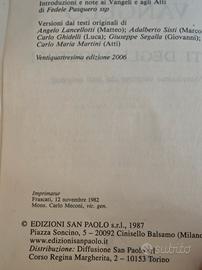 Introduzioni e note ai Vangeli e agli Atti
di Fedele Pasquero ssp
Versioni dai testi originali di
Angelo Lancellotti (Matteo); Adalberto Sisti (Marco
Carlo Ghidelli (Luca); Giuseppe Segalla (Giovanni);
Carlo Maria Martini (Atti)
Ventiquattresima edizione 2006
TI DEGL
Imprimatur
Frascati, 12 novembre 1982
Mons. Carlo Meconi, vic. gen.
© EDIZIONI SAN PAOLO s.r.l., 1987
Piazza Soncino, 5 - 20092 Cinisello Balsamo (Milano)
www.edizionisanpaolo.it
Distribuzione: Diffusione San Paolo s.r.l.
Corso Regina Margherita, 2 - 10153 Torino
subito